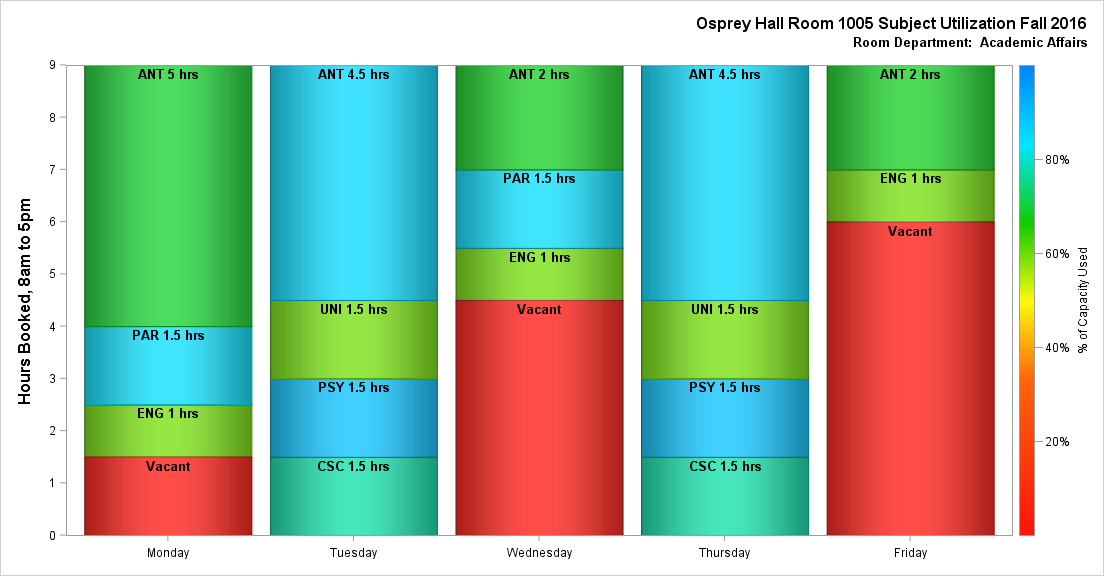 Osprey Hall Room 1005 Subject Utilization Fall 2016
Room Department:  Academic Affairs
Hours Booked, 8am to 5pm
9
8
7
6
5
4
3
2
1
0
ANT 5 hrs
PAR 1.5 hrs
ENG 1 hrs
Vacant
Monday
ANT 4.5 hrs
UNI 1.5 hrs
PSY 1.5 hrs
CSC 1.5 hrs
Tuesday
ANT 2 hrs
PAR 1.5 hrs
ENG 1 hrs
Vacant
Wednesday
ANT 4.5 hrs
UNI 1.5 hrs
PSY 1.5 hrs
CSC 1.5 hrs
Thursday
ANT 2 hrs
ENG 1 hrs
Vacant
Friday
80%
60%
40%
20%
% of Capacity Used